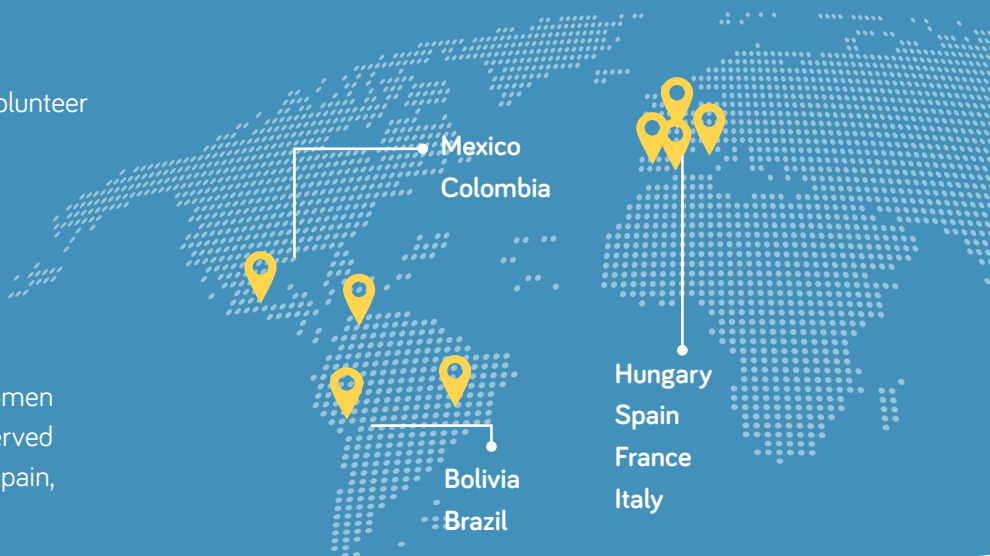 olunteer
Mexico
Colombia
Hungary
Spain
France
Italy
men
erved
pain,
Bolivia
Brazil